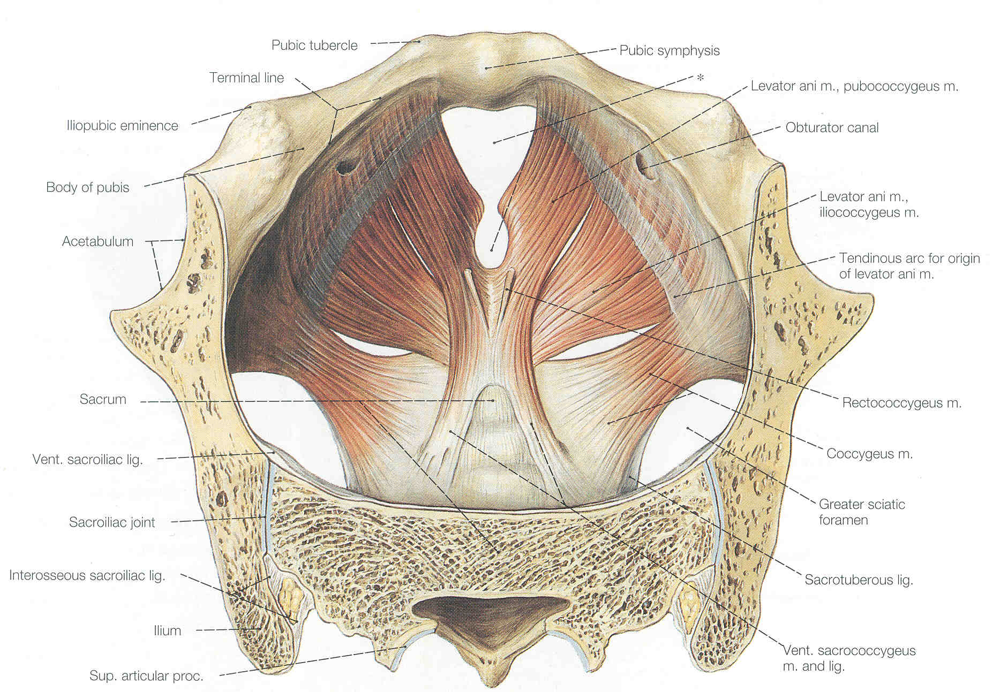 Pubic tubercle
Pubic symphysis
*
Terminal line
Levator ani m., pubococcygeus m.
Iliopubic eminence
Obturator canal
Body of pubis
Levator ani m.,
iliococcygeus m.
Acetabulum
Tendinous arc for origin
of levator ani m.
Sacrum
Rectococcygeus m.
Vent. sacroiliac lig.
Coccygeus m.
Sacroiliac joint
Greater sciatic
foramen
Interosseous sacroiliac lig.
Sacrotuberous lig.
Ilium
Vent. sacrococcygeus
m. and lig.
Sup. articular proc.